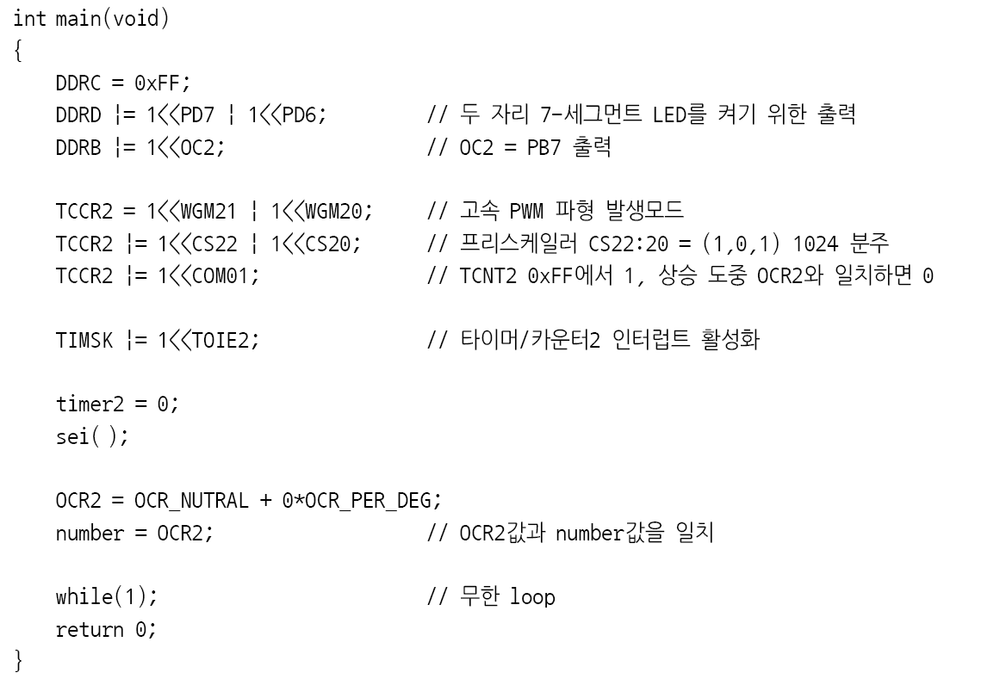 int main(void)
{
    DDRC = 0xFF;
    DDRD |= 1<<PD7 | 1<<PD6;          // 두 자리 7-세그먼트 LED를 켜기 위한 출력
    DDRB |= 1<<OC2;                   // OC2 = PB7 출력
    TCCR2 = 1<<WGM21 | 1<<WGM20;      // 고속 PWM 파형 발생모드
    TCCR2 |= 1<<CS22 | 1<<CS20;       // 프리스케일러 CS22:20 = (1,0,1) 1024 분주
    TCCR2 |= 1<<COM01;                // TCNT2 0xFF에서 1, 상승 도중 OCR2와 일치하면 0
    TIMSK |= 1<<TOIE2;                // 타이머/카운터2 인터럽트 활성화
    timer2 = 0;
    sei( );
    OCR2 = OCR_NUTRAL + 0*OCR_PER_DEG;
    number = OCR2;                    // OCR2값과 number값을 일치
    while(1);                         // 무한 loop
    return 0;
}